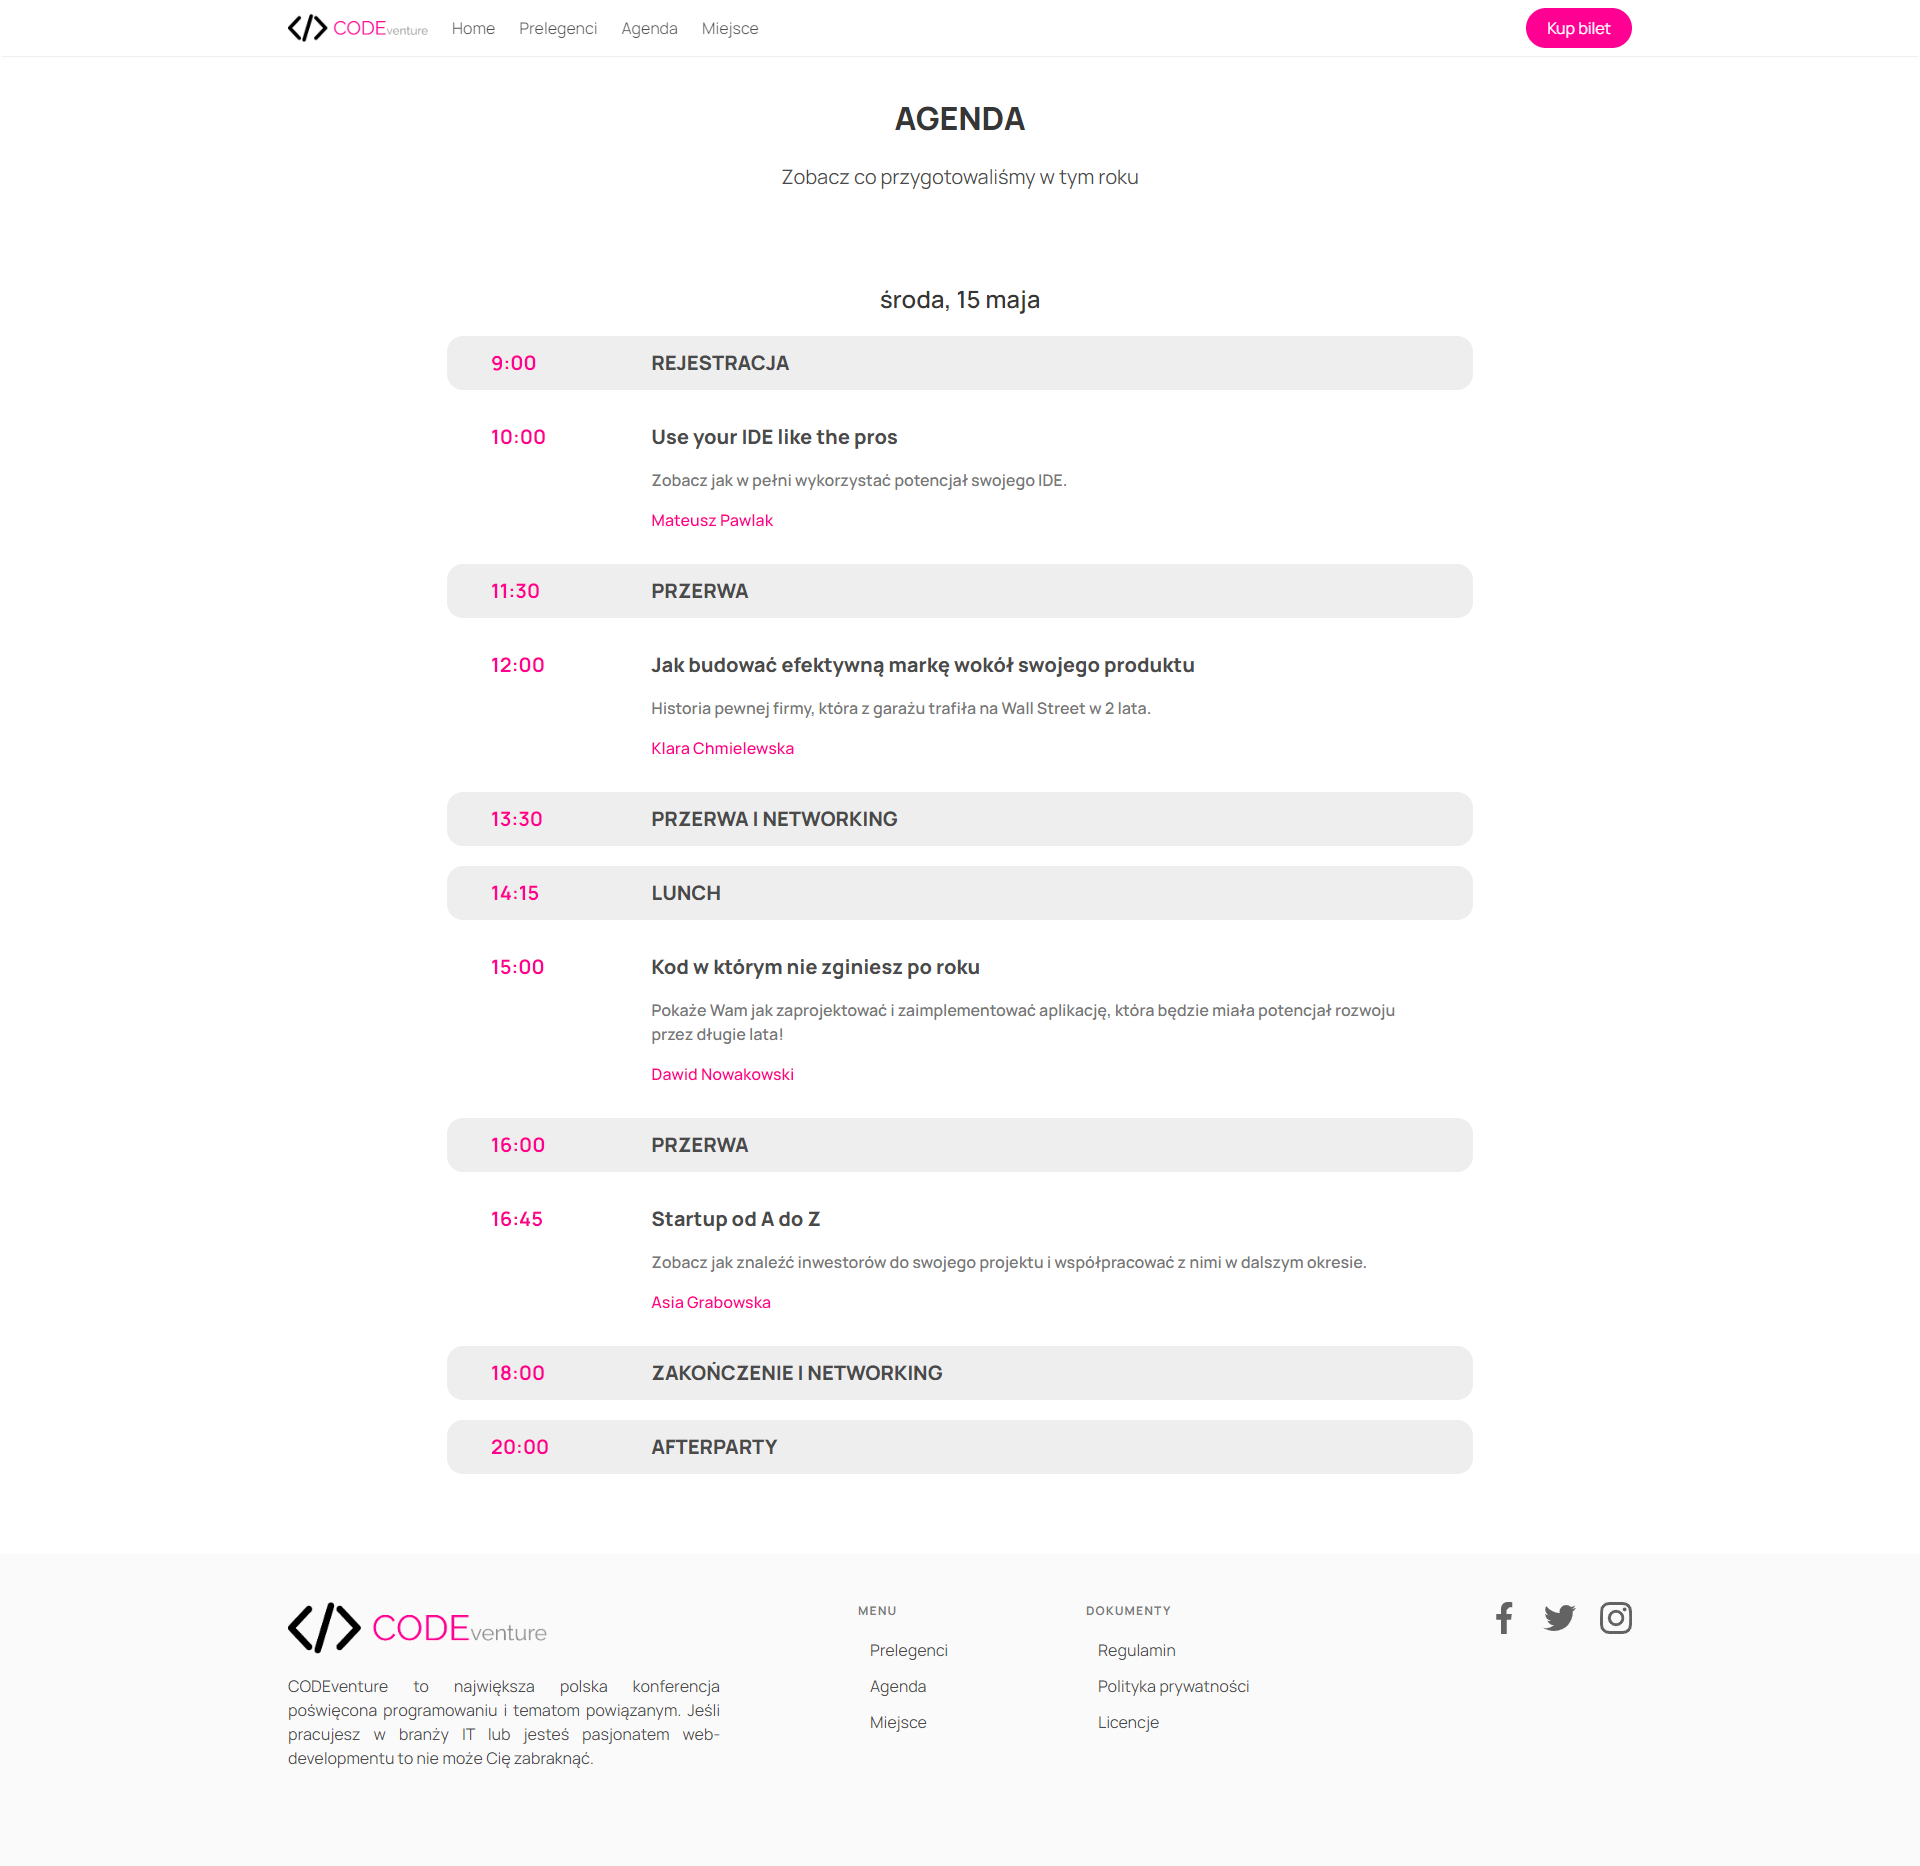 </> CODEventure Home Prelegenci Agenda Miejsce Kup bilet
AGENDA
Zobacz co przygotowaliśmy w tym roku
środa, 15 maja
9:00 REJESTRACJA
10:00 Use your IDE like the pros
Zobacz jak w pełni wykorzystać potencjał swojego IDE.
Mateusz Pawlak
11:30 PRZERWA
12:00 Jak budować efektywną markę wokół swojego produktu
Historia pewnej firmy, która z garażu trafiła na Wall Street w 2 lata.
Klara Chmielewska
13:30 PRZERWA I NETWORKING
14:15 LUNCH
15:00 Kod w którym nie zginiesz po roku
Pokaże Wam jak zaprojektować i zaimplementować aplikację, która będzie miała potencjał rozwoju
przez długie lata!
Dawid Nowakowski
16:00 PRZERWA
16:45 Startup od A do Z
Zobacz jak znaleźć inwestorów do swojego projektu i współpracować z nimi w dalszym okresie.
Asia Grabowska
18:00 ZAKOŃCZENIE I NETWORKING
20:00 AFTERPARTY
</> CODEventure
CODEventure to największa polska konferencja
poświęcona programowaniu i tematom powiązanym. Jeśli
pracujesz w branży IT lub jesteś pasjonatem web-
developmentu to nie może Cię zabraknąć.
MENU
Prelegenci
Agenda
Miejsce
DOKUMENTY
Regulamin
Polityka prywatności
Licencje